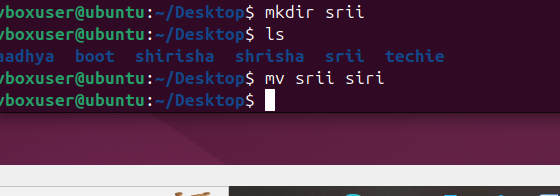 vboxuser@ubuntu:~/Desktop$ mkdir srii
vboxuser@ubuntu:~/Desktop$ ls
aadhya boot shirisha shrisha srii techie
vboxuser@ubuntu:~/Desktop$ mv srii siri
vboxuser@ubuntu:~/Desktop$